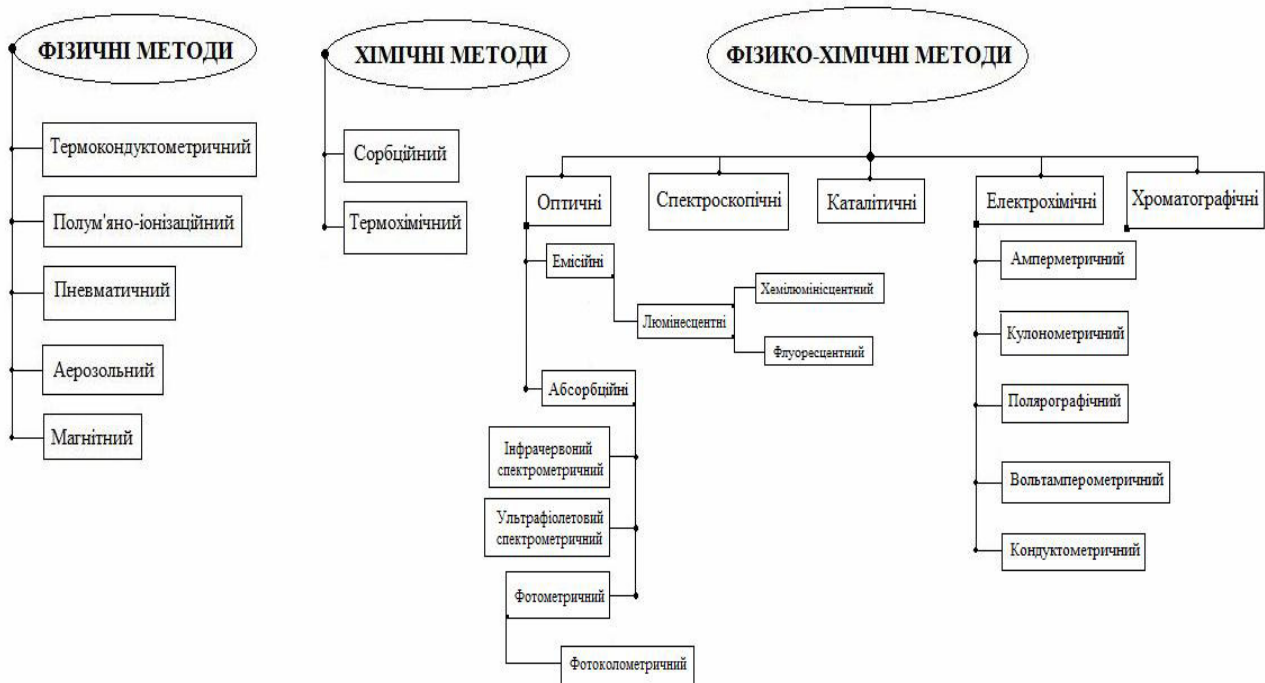 ФІЗИЧНІ МЕТОДИ
Термокондуктометричний
Полум'яно-іонізаційний
Пневматичний
Аерозольний
Магнітний
ХІМІЧНІ МЕТОДИ
Сорбційний
Термохімічний
ФІЗИКО-ХІМІЧНІ МЕТОДИ
Оптичні
Емісійні
Люмінесцентні
Хемілюмінісцентний
Флуоресцентний
Абсорбційні
Інфрачервоний
спектрометричний
Ультрафіолетовий
спектрометричний
Фотометричний
Фотоколометричний
Спектроскопічні
Каталітичні
Електрохімічні
Амперметричний
Кулонометричний
Полярографічний
Вольтамперометричний
Кондуктометричний
Хроматографічні